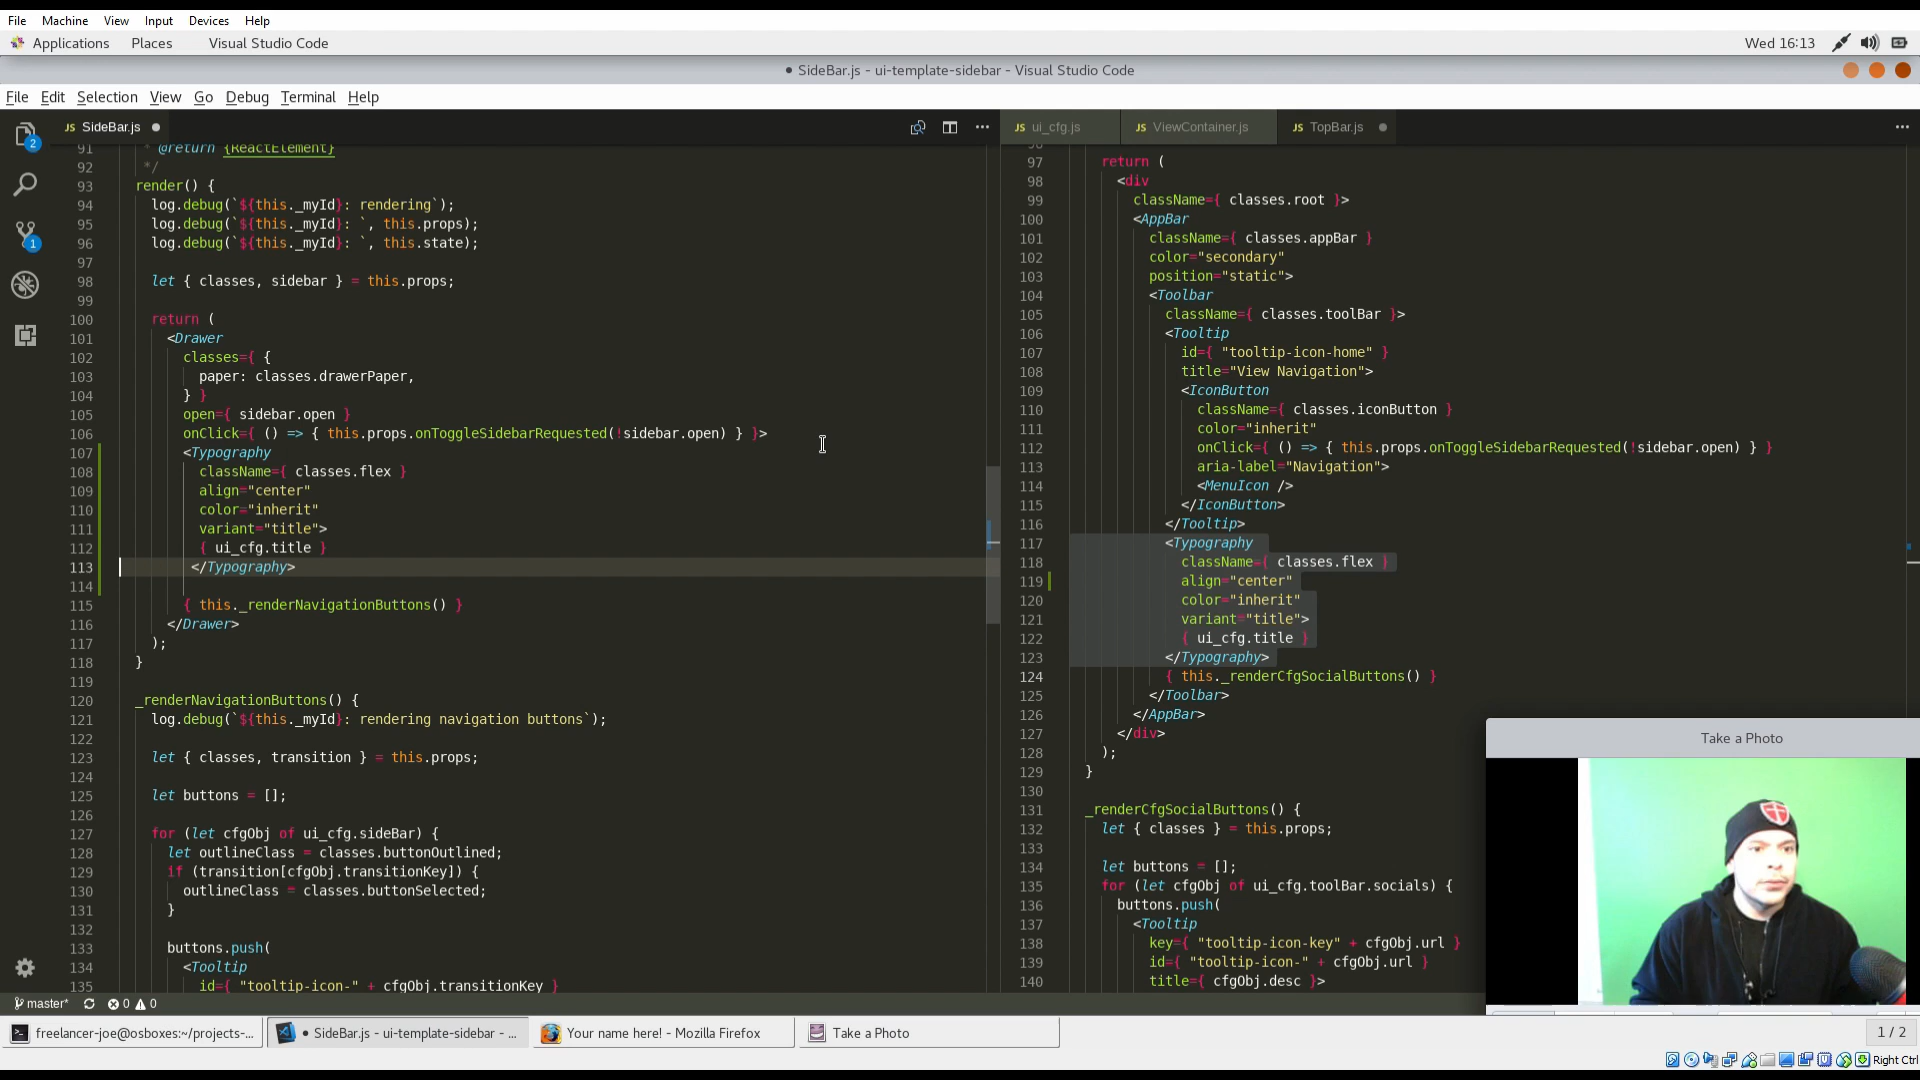 File Machine View Input Devices Help
Applications Places Visual Studio Code Wed 16:13
● SideBar.js - ui-template-sidebar - Visual Studio Code
File Edit Selection View Go Debug Terminal Help
JS SideBar.js ●
2
1
91 * @return {ReactElement}
92 */
93 render() {
94 log.debug(`${this._myId}: rendering`);
95 log.debug(`${this._myId}: `, this.props);
96 log.debug(`${this._myId}: `, this.state);
97
98 let { classes, sidebar } = this.props;
99
100 return (
101 <Drawer
102 classes={ {
103 paper: classes.drawerPaper,
104 } }
105 open={ sidebar.open }
106 onClick={ () => { this.props.onToggleSidebarRequested(!sidebar.open) } }>
107 <Typography
108 className={ classes.flex }
109 align="center"
110 color="inherit"
111 variant="title">
112 { ui_cfg.title }
113 </Typography>
114
115 { this._renderNavigationButtons() }
116 </Drawer>
117 );
118 }
119
120 _renderNavigationButtons() {
121 log.debug(`${this._myId}: rendering navigation buttons`);
122
123 let { classes, transition } = this.props;
124
125 let buttons = [];
126
127 for (let cfgObj of ui_cfg.sideBar) {
128 let outlineClass = classes.buttonOutlined;
129 if (transition[cfgObj.transitionKey]) {
130 outlineClass = classes.buttonSelected;
131 }
132
133 buttons.push(
134 <Tooltip
135 id={ "tooltip-icon-" + cfgObj.transitionKey }
JS ui_cfg.js JS ViewContainer.js JS TopBar.js ●
96
97 return (
98 <div
99 className={ classes.root }>
100 <AppBar
101 className={ classes.appBar }
102 color="secondary"
103 position="static">
104 <Toolbar
105 className={ classes.toolBar }>
106 <Tooltip
107 id={ "tooltip-icon-home" }
108 title="View Navigation">
109 <IconButton
110 className={ classes.iconButton }
111 color="inherit"
112 onClick={ () => { this.props.onToggleSidebarRequested(!sidebar.open) } }
113 aria-label="Navigation">
114 <MenuIcon />
115 </IconButton>
116 </Tooltip>
117 <Typography
118 className={ classes.flex }
119 align="center"
120 color="inherit"
121 variant="title">
122 { ui_cfg.title }
123 </Typography>
124 { this._renderCfgSocialButtons() }
125 </Toolbar>
126 </AppBar>
127 </div>
128 );
129 }
130
131 _renderCfgSocialButtons() {
132 let { classes } = this.props;
133
134 let buttons = [];
135 for (let cfgObj of ui_cfg.toolBar.socials) {
136 buttons.push(
137 <Tooltip
138 key={ "tooltip-icon-key" + cfgObj.url }
139 id={ "tooltip-icon-" + cfgObj.url }
140 title={ cfgObj.desc }>
Take a Photo
master* 0 0
freelancer-joe@osboxes:~/projects-... ● SideBar.js - ui-template-sidebar - ... Your name here! - Mozilla Firefox Take a Photo 1 / 2
Right Ctrl